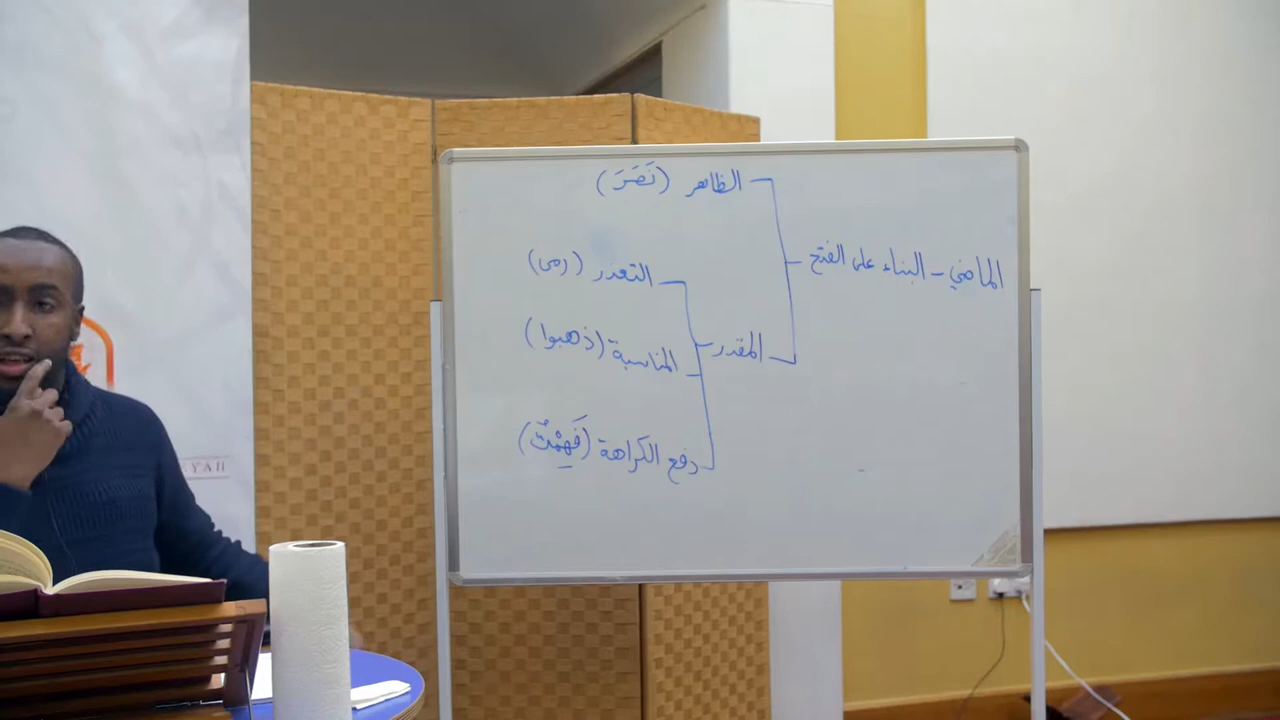 الظاهر (نَصَرَ)
الماضي - البناء على الفتح
التعذر (رمى)
المقدر
المناسبة (ذهبوا)
دفع الكراهة (فَهِمْتُ)